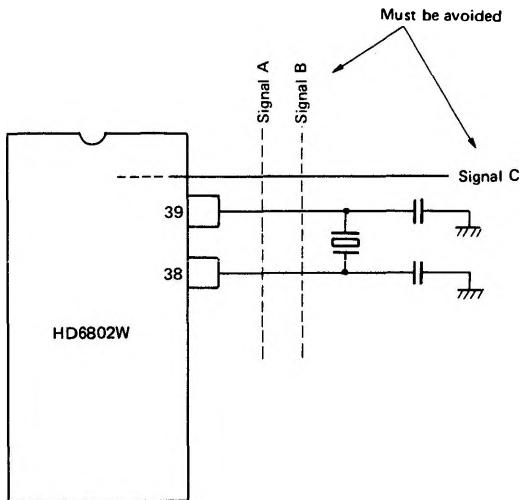 Must be avoided
Signal A
Signal B
Signal C
39
38
HD6802W